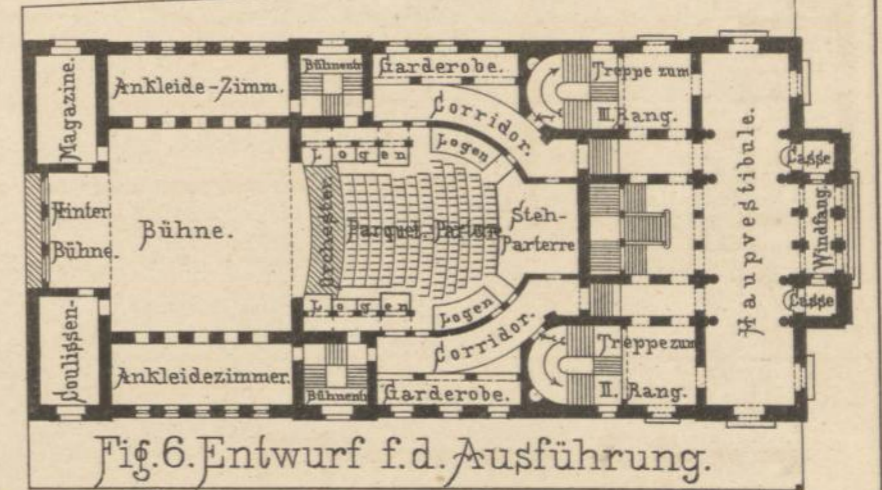 Magazine.
Ankleide-Zimm.
Bühnentr
Garderobe.
Corridor.
Treppe zum
III. Rang.
Logen
Logen
Casse
Hinter
Bühne.
Bühne.
Orchester.
Parquet.
Parterre
Steh-
Parterre
Haupvestibule.
Windfang.
Logen
Logen
Casse
Coulissen-
Ankleidezimmer.
Bühnentr
Garderobe.
Corridor.
Treppe zum
II. Rang.
Fig. 6. Entwurf f. d. Ausführung.